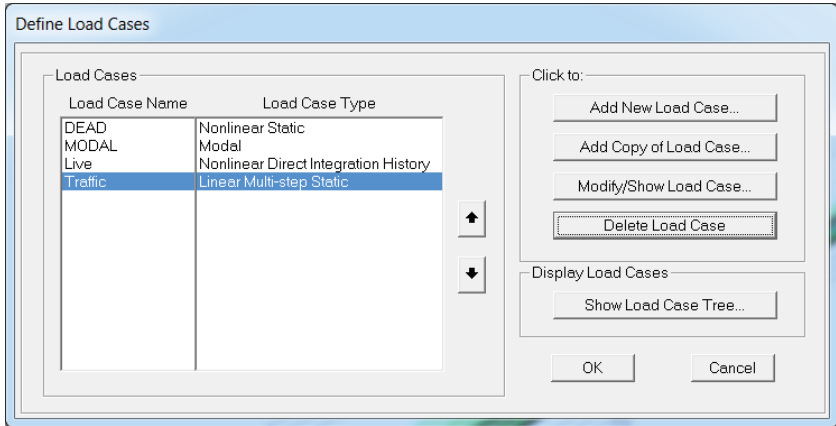 Define Load Cases
Load Cases
Load Case Name Load Case Type
DEAD Nonlinear Static
MODAL Modal
Live Nonlinear Direct Integration History
Traffic Linear Multi-step Static
Click to:
Add New Load Case...
Add Copy of Load Case...
Modify/Show Load Case...
Delete Load Case
Display Load Cases
Show Load Case Tree...
OK Cancel